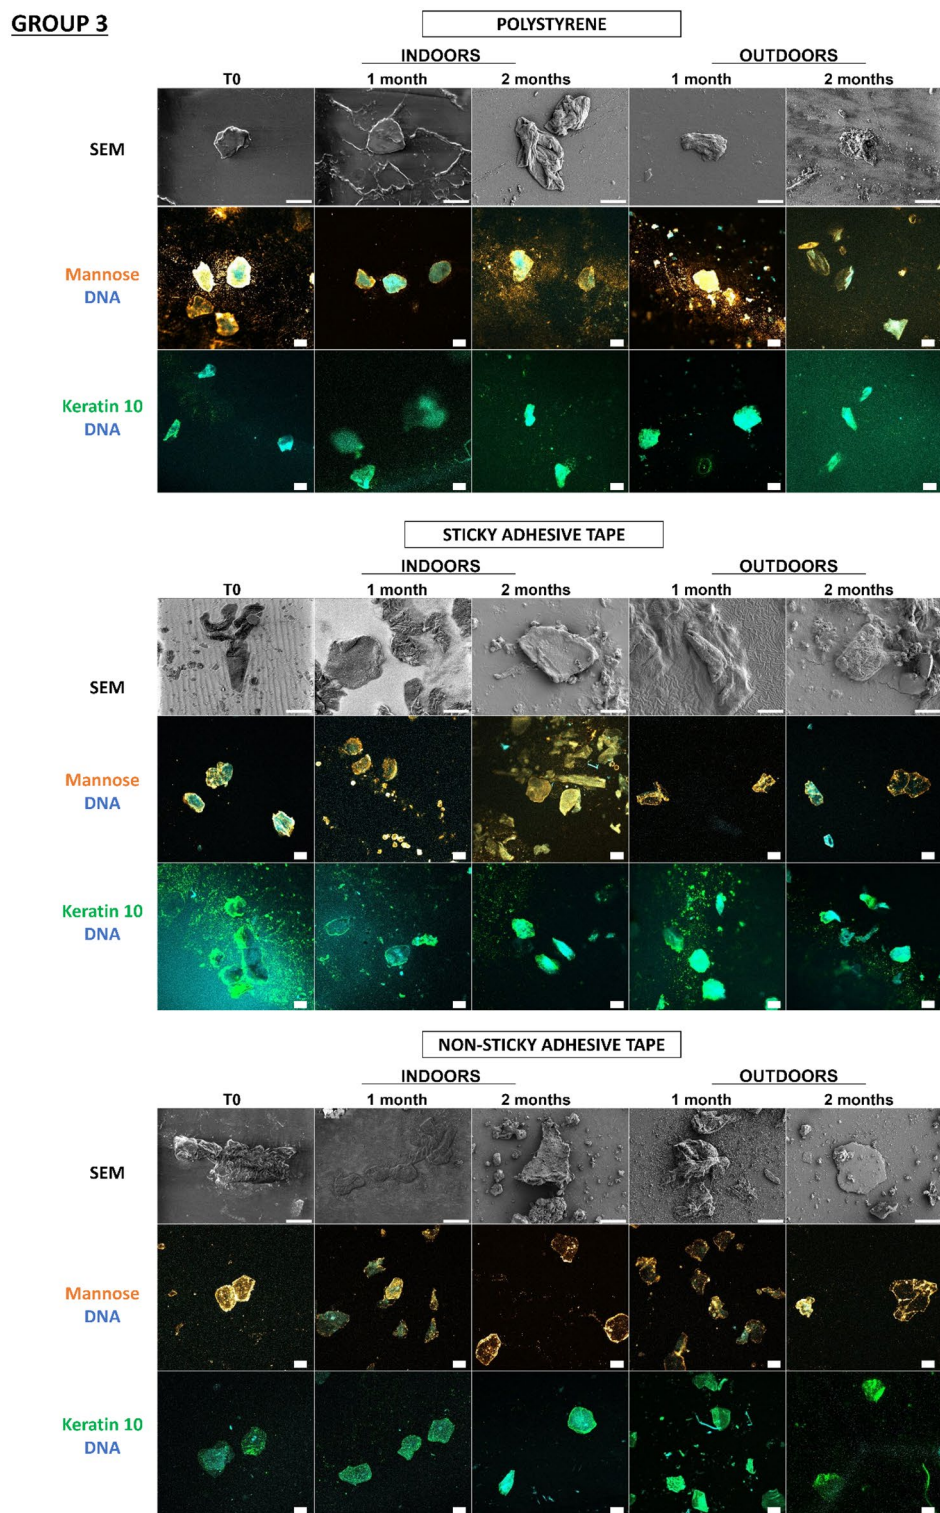 GROUP 3
POLYSTYRENE
INDOORS OUTDOORS
T0 1 month 2 months 1 month 2 months
SEM
Mannose
DNA
Keratin 10
DNA
STICKY ADHESIVE TAPE
INDOORS OUTDOORS
T0 1 month 2 months 1 month 2 months
SEM
Mannose
DNA
Keratin 10
DNA
NON-STICKY ADHESIVE TAPE
INDOORS OUTDOORS
T0 1 month 2 months 1 month 2 months
SEM
Mannose
DNA
Keratin 10
DNA